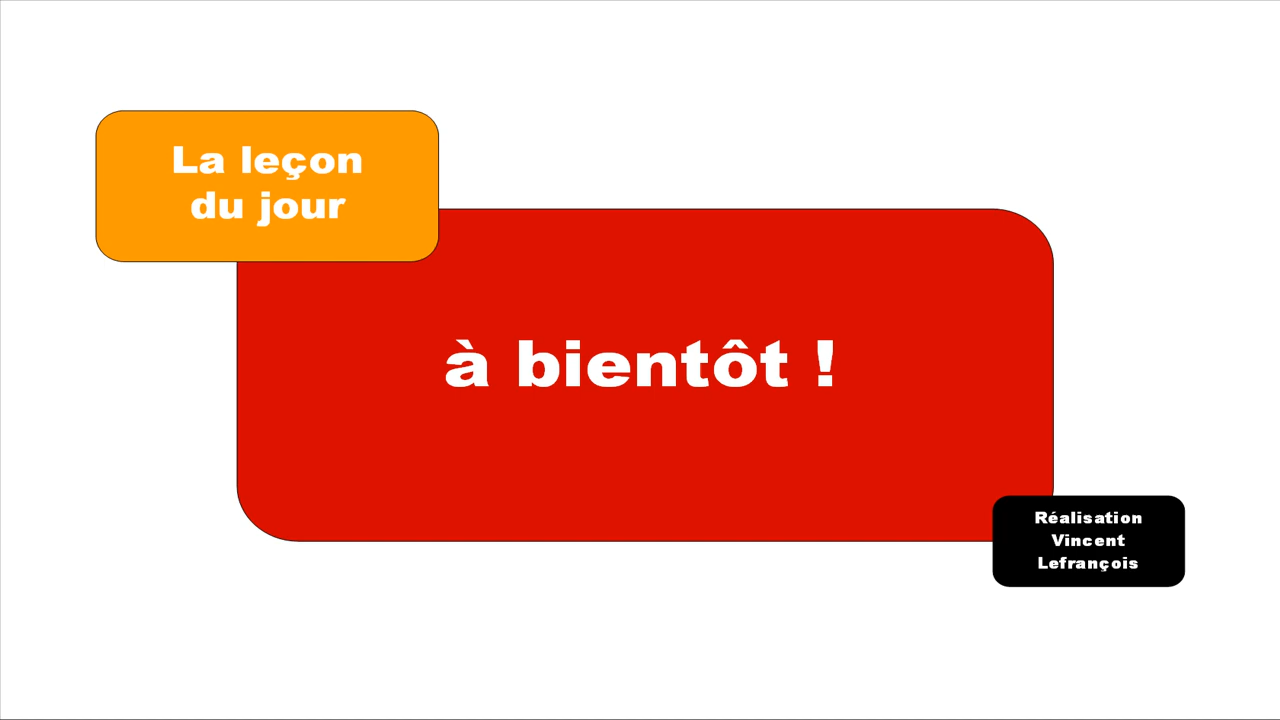 La leçon
du jour
à bientôt !
Réalisation
Vincent
Lefrançois